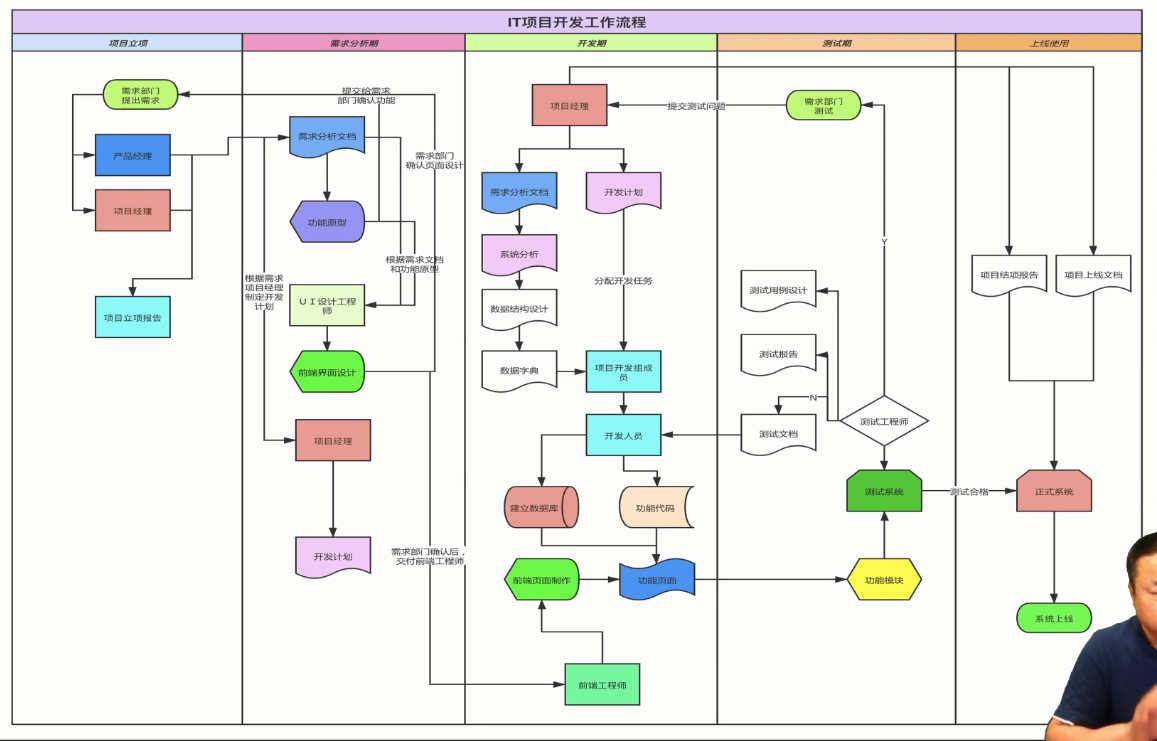 IT项目开发工作流程
项目立项
需求分析期
开发期
测试期
上线使用
需求部门
提出需求
产品经理
项目经理
项目立项报告
提交给需求
部门确认功能
需求分析文档
需求部门
确认页面设计
功能原型
根据需求文档
和功能原型
根据需求
项目经理
制定开发
计划
UI设计工程
师
前端界面设计
项目经理
开发计划
需求部门确认后，
交付前端工程师
项目经理
提交测试问题
需求分析文档
开发计划
系统分析
分配开发任务
数据结构设计
数据字典
项目开发组成
员
开发人员
建立数据库
功能代码
前端页面制作
功能页面
前端工程师
需求部门
测试
Y
测试用例设计
测试报告
N
测试文档
测试工程师
测试系统
测试合格
功能模块
项目结项报告
项目上线文档
正式系统
系统上线